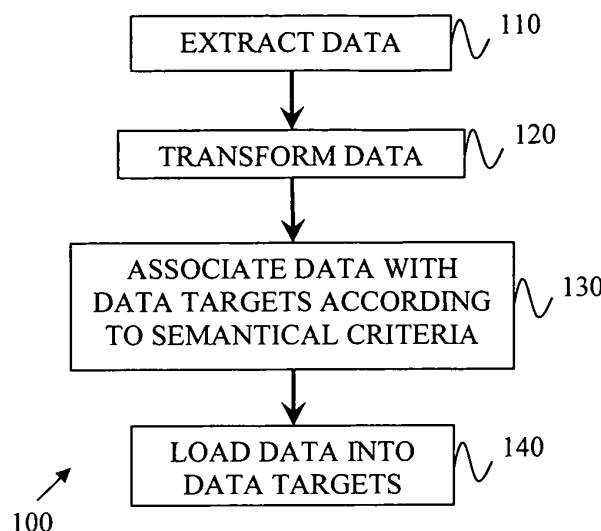 EXTRACT DATA
110
TRANSFORM DATA
120
ASSOCIATE DATA WITH
DATA TARGETS ACCORDING
TO SEMANTICAL CRITERIA
130
LOAD DATA INTO
DATA TARGETS
140
100